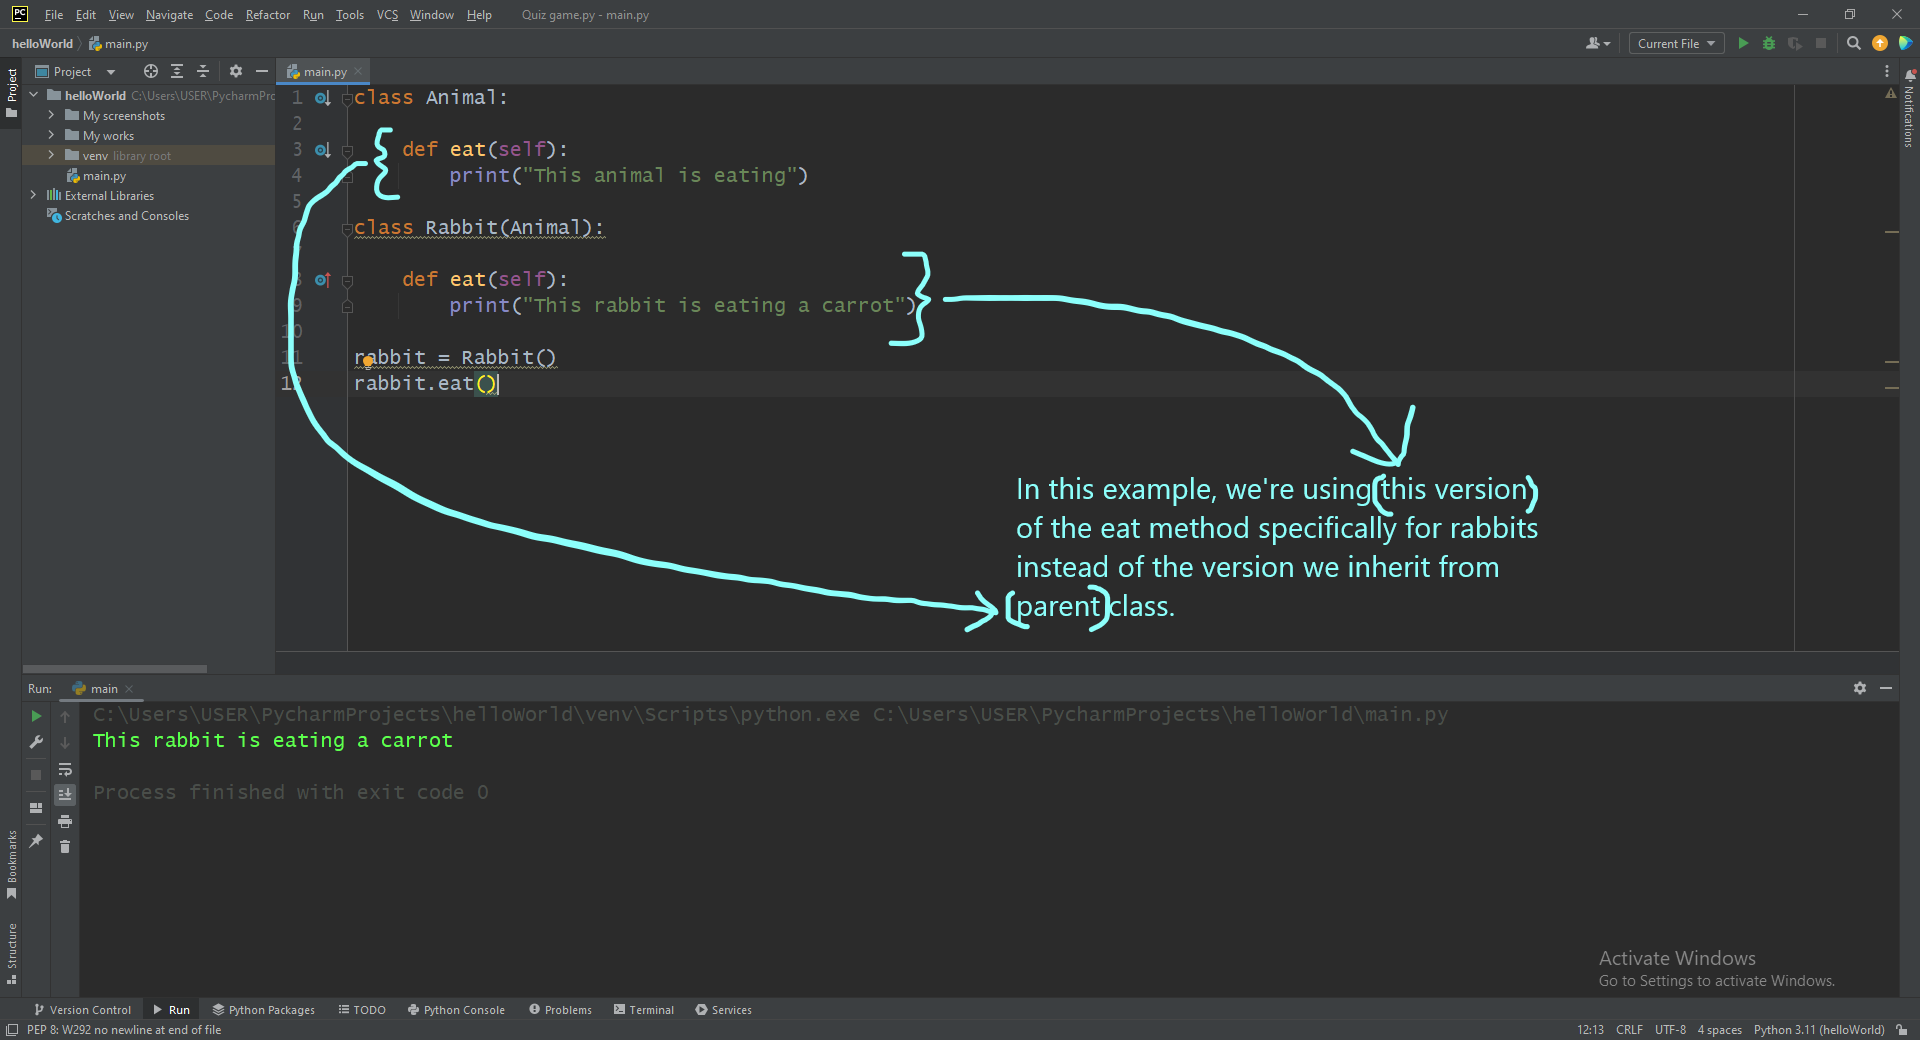 File Edit View Navigate Code Refactor Run Tools VCS Window Help Quiz game.py - main.py
helloWorld main.py
Current File
Project
main.py
Project
Notifications
helloWorld C:\Users\USER\PycharmPro
My screenshots
My works
venv library root
main.py
External Libraries
Scratches and Consoles
1 class Animal:
2
3 def eat(self):
4 print("This animal is eating")
5
6 class Rabbit(Animal):
8 def eat(self):
9 print("This rabbit is eating a carrot")
10
11 rabbit = Rabbit()
12 rabbit.eat()
In this example, we're using (this version)
of the eat method specifically for rabbits
instead of the version we inherit from
(parent) class.
Run: main
C:\Users\USER\PycharmProjects\helloWorld\venv\Scripts\python.exe C:\Users\USER\PycharmProjects\helloWorld\main.py
This rabbit is eating a carrot
Process finished with exit code 0
Bookmarks
Structure
Activate Windows
Go to Settings to activate Windows.
Version Control Run Python Packages TODO Python Console Problems Terminal Services
PEP 8: W292 no newline at end of file
12:13 CRLF UTF-8 4 spaces Python 3.11 (helloWorld)